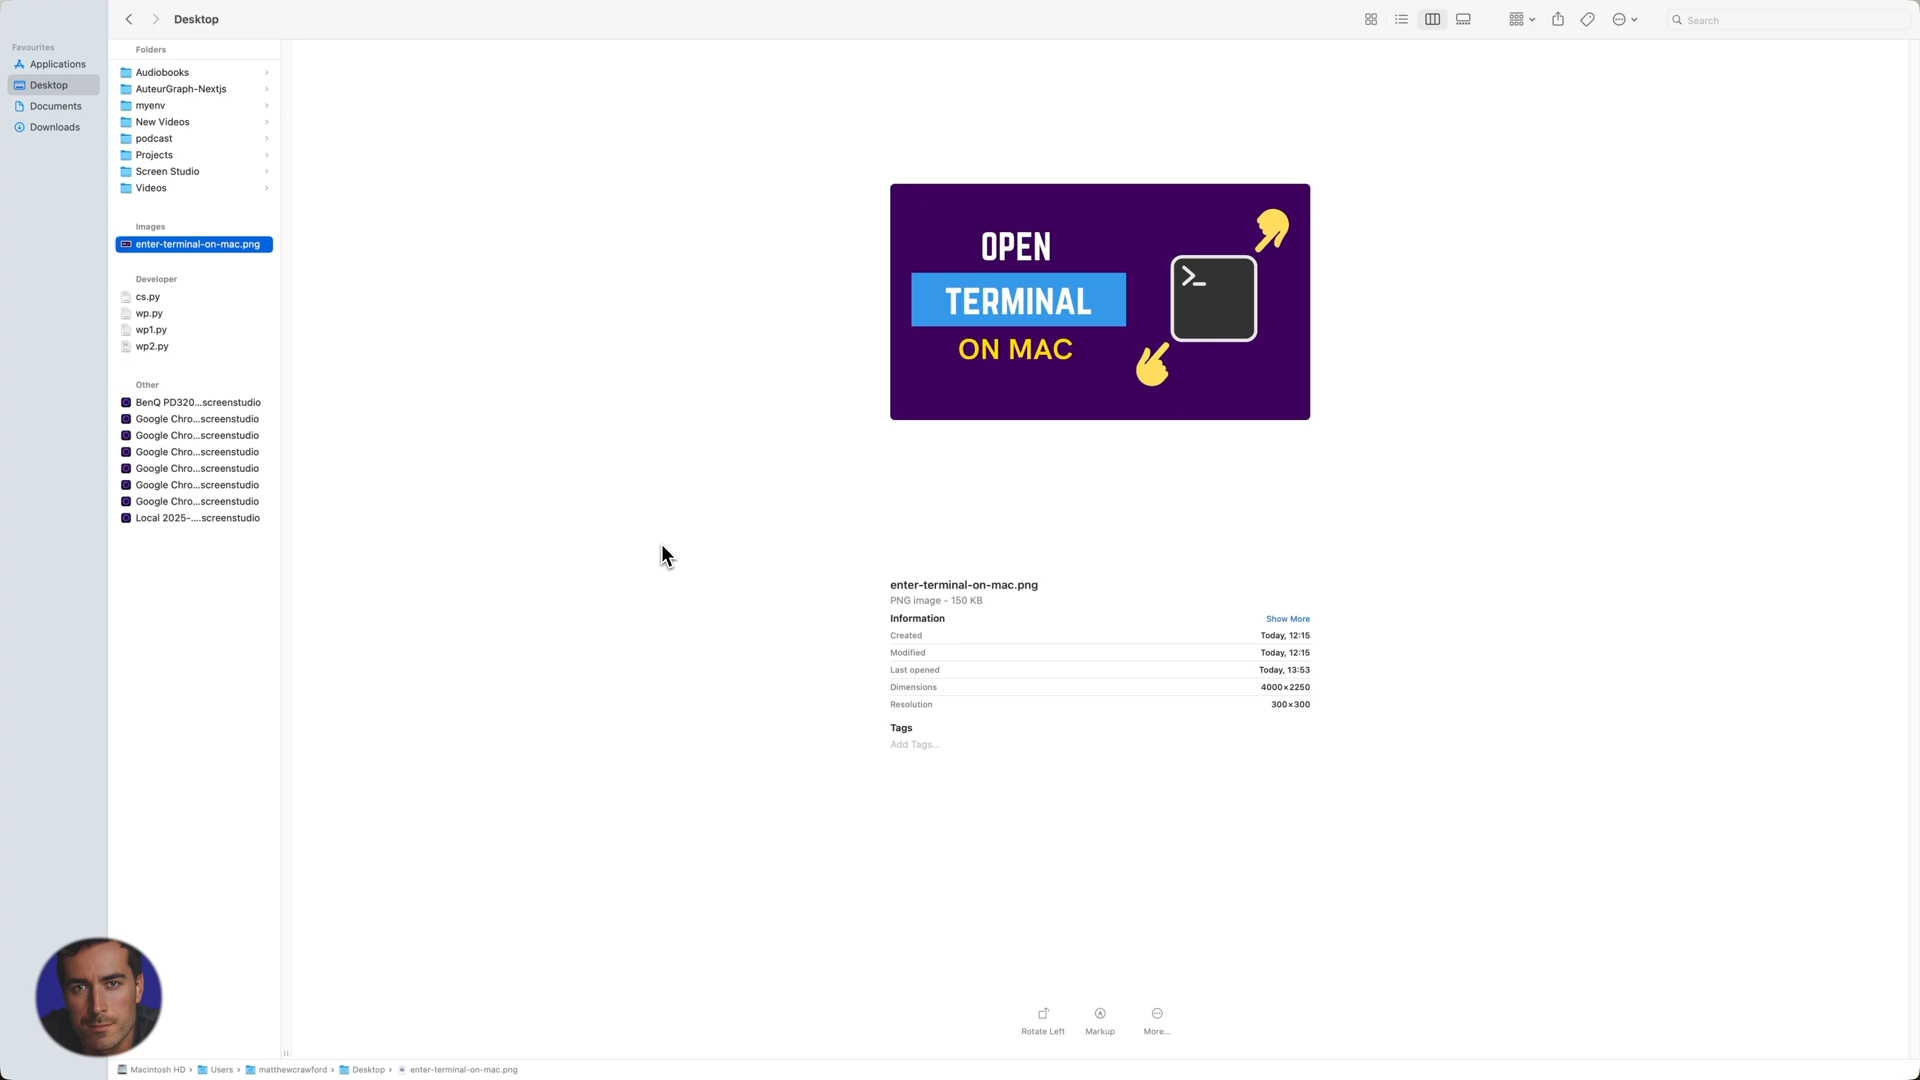 Desktop
Search
Favourites
Applications
Desktop
Documents
Downloads
Folders
Audiobooks
AuteurGraph-Nextjs
myenv
New Videos
podcast
Projects
Screen Studio
Videos
Images
enter-terminal-on-mac.png
Developer
cs.py
wp.py
wp1.py
wp2.py
Other
BenQ PD320...screenstudio
Google Chro...screenstudio
Google Chro...screenstudio
Google Chro...screenstudio
Google Chro...screenstudio
Google Chro...screenstudio
Google Chro...screenstudio
Local 2025-....screenstudio
OPEN
TERMINAL
ON MAC
>_
enter-terminal-on-mac.png
PNG image - 150 KB
Information Show More
Created Today, 12:15
Modified Today, 12:15
Last opened Today, 13:53
Dimensions 4000×2250
Resolution 300×300
Tags
Add Tags...
Rotate Left Markup More...
Macintosh HD › Users › matthewcrawford › Desktop › enter-terminal-on-mac.png